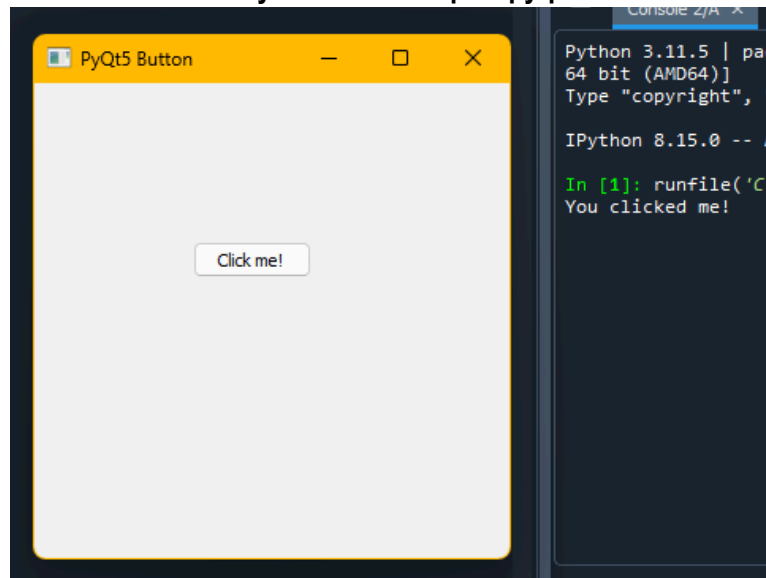 PyQt5 Button
Click me!
Console 2/A ×
Python 3.11.5 | pa
64 bit (AMD64)]
Type "copyright",
IPython 8.15.0 --
In [1]: runfile('C
You clicked me!